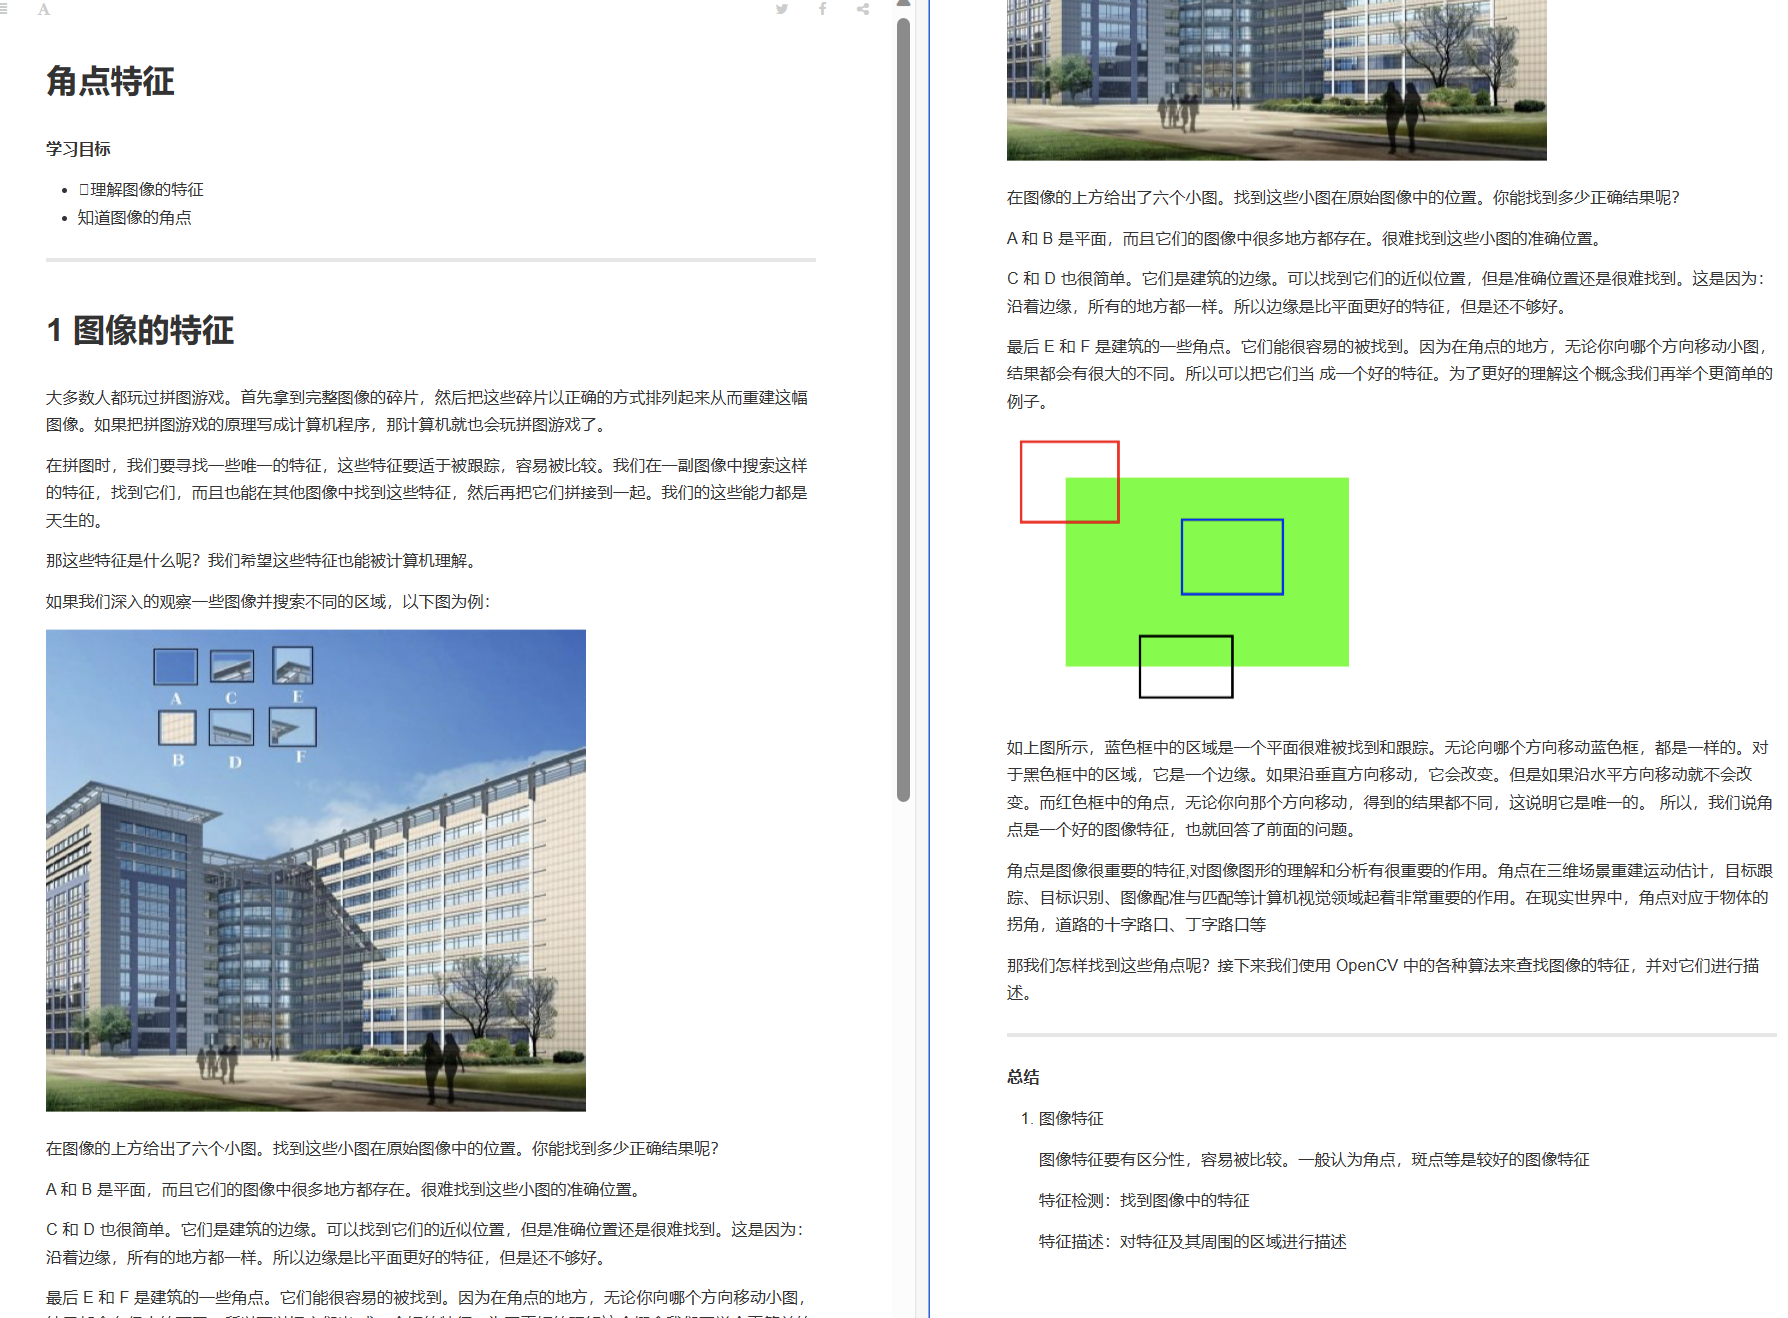 A
角点特征
学习目标
理解图像的特征
知道图像的角点
1 图像的特征
大多数人都玩过拼图游戏。首先拿到完整图像的碎片，然后把这些碎片以正确的方式排列起来从而重建这幅
图像。如果把拼图游戏的原理写成计算机程序，那计算机就也会玩拼图游戏了。
在拼图时，我们要寻找一些唯一的特征，这些特征要适于被跟踪，容易被比较。我们在一副图像中搜索这样
的特征，找到它们，而且也能在其他图像中找到这些特征，然后再把它们拼接到一起。我们的这些能力都是
天生的。
那这些特征是什么呢？我们希望这些特征也能被计算机理解。
如果我们深入的观察一些图像并搜索不同的区域，以下图为例：
A C E
B D F
在图像的上方给出了六个小图。找到这些小图在原始图像中的位置。你能找到多少正确结果呢？
A 和 B 是平面，而且它们的图像中很多地方都存在。很难找到这些小图的准确位置。
C 和 D 也很简单。它们是建筑的边缘。可以找到它们的近似位置，但是准确位置还是很难找到。这是因为：
沿着边缘，所有的地方都一样。所以边缘是比平面更好的特征，但是还不够好。
最后 E 和 F 是建筑的一些角点。它们能很容易的被找到。因为在角点的地方，无论你向哪个方向移动小图，
在图像的上方给出了六个小图。找到这些小图在原始图像中的位置。你能找到多少正确结果呢？
A 和 B 是平面，而且它们的图像中很多地方都存在。很难找到这些小图的准确位置。
C 和 D 也很简单。它们是建筑的边缘。可以找到它们的近似位置，但是准确位置还是很难找到。这是因为：
沿着边缘，所有的地方都一样。所以边缘是比平面更好的特征，但是还不够好。
最后 E 和 F 是建筑的一些角点。它们能很容易的被找到。因为在角点的地方，无论你向哪个方向移动小图，
结果都会有很大的不同。所以可以把它们当 成一个好的特征。为了更好的理解这个概念我们再举个更简单的
例子。
如上图所示，蓝色框中的区域是一个平面很难被找到和跟踪。无论向哪个方向移动蓝色框，都是一样的。对
于黑色框中的区域，它是一个边缘。如果沿垂直方向移动，它会改变。但是如果沿水平方向移动就不会改
变。而红色框中的角点，无论你向那个方向移动，得到的结果都不同，这说明它是唯一的。 所以，我们说角
点是一个好的图像特征，也就回答了前面的问题。
角点是图像很重要的特征,对图像图形的理解和分析有很重要的作用。角点在三维场景重建运动估计，目标跟
踪、目标识别、图像配准与匹配等计算机视觉领域起着非常重要的作用。在现实世界中，角点对应于物体的
拐角，道路的十字路口、丁字路口等
那我们怎样找到这些角点呢？接下来我们使用 OpenCV 中的各种算法来查找图像的特征，并对它们进行描
述。
总结
1. 图像特征
图像特征要有区分性，容易被比较。一般认为角点，斑点等是较好的图像特征
特征检测：找到图像中的特征
特征描述：对特征及其周围的区域进行描述